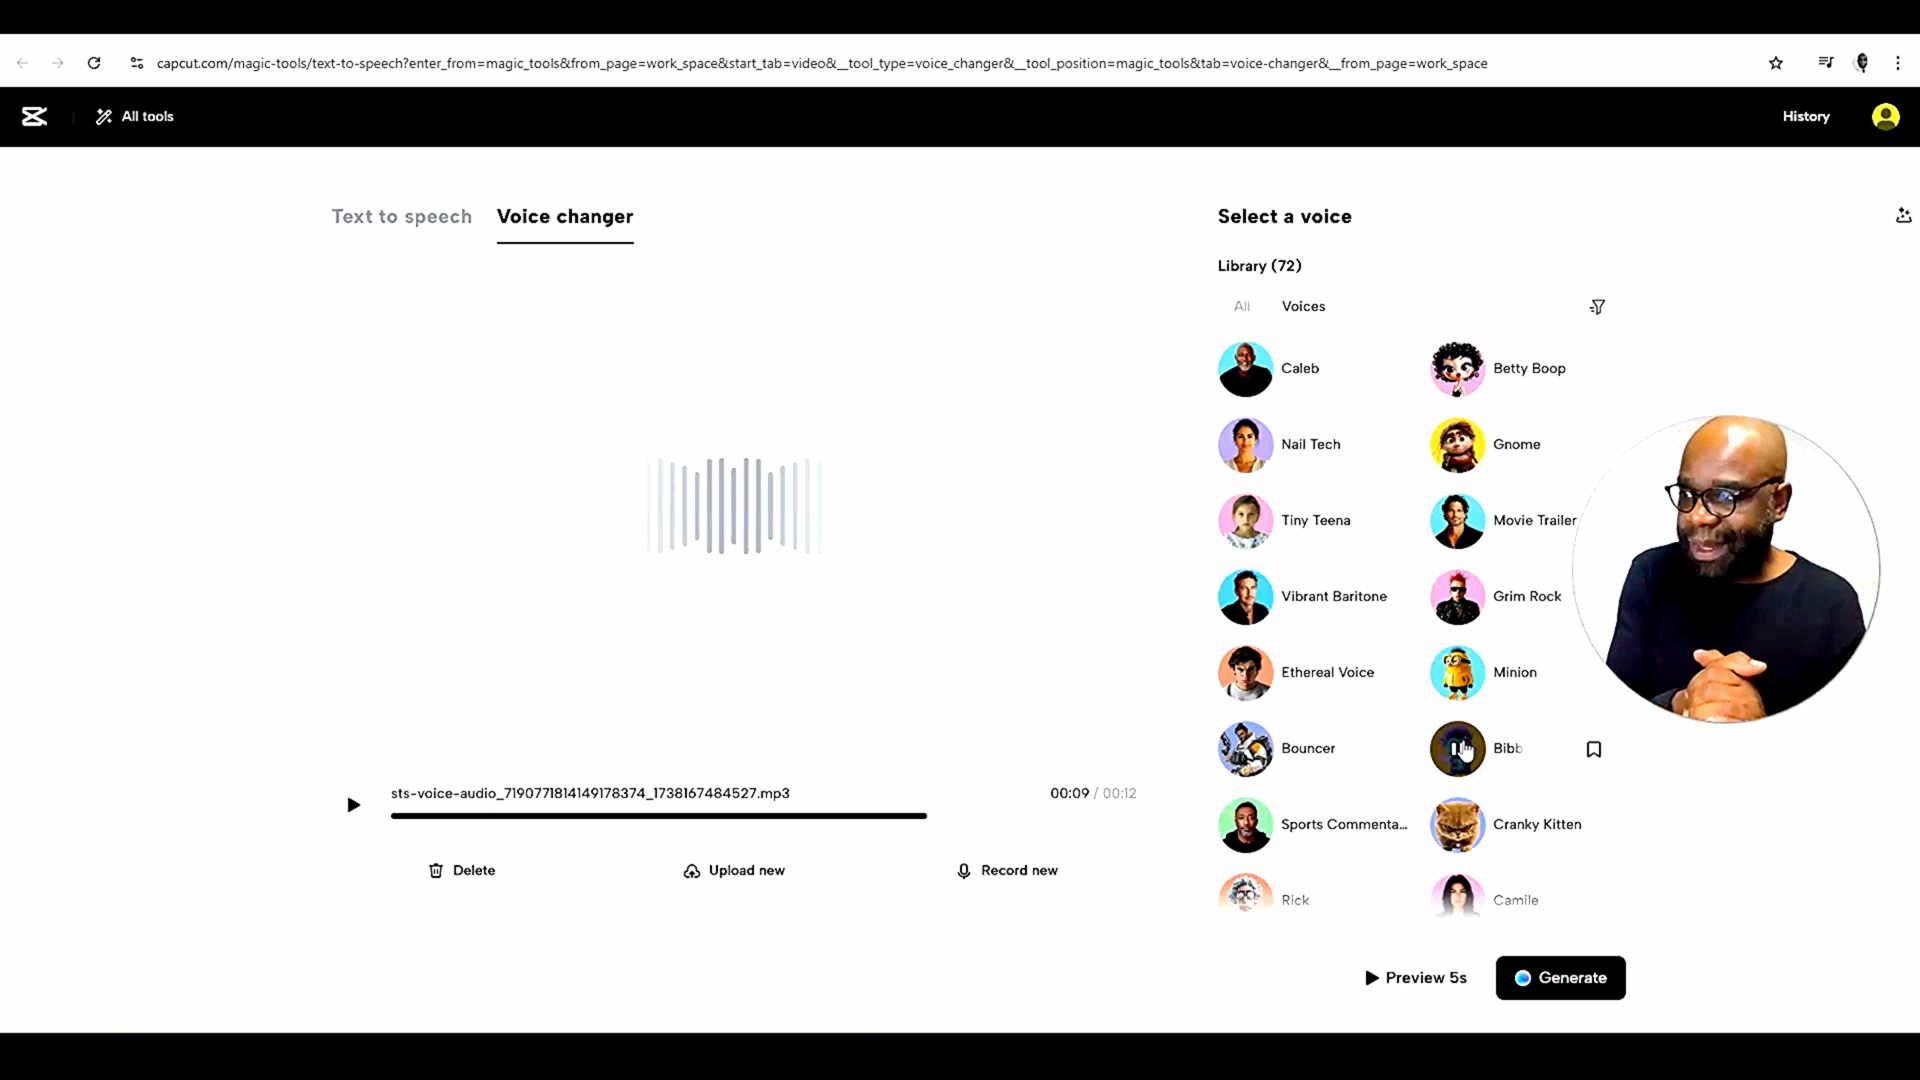 capcut.com/magic-tools/text-to-speech?enter_from=magic_tools&from_page=work_space&start_tab=video&__tool_type=voice_changer&__tool_position=magic_tools&tab=voice-changer&__from_page=work_space
All tools
History
Text to speech
Voice changer
Select a voice
Library (72)
All
Voices
Caleb
Betty Boop
Nail Tech
Gnome
Tiny Teena
Movie Trailer
Vibrant Baritone
Grim Rock
Ethereal Voice
Minion
Bouncer
Bibb
Sports Commenta...
Cranky Kitten
Rick
Camile
sts-voice-audio_7190771814149178374_1738167484527.mp3
00:09 / 00:12
Delete
Upload new
Record new
Preview 5s
Generate